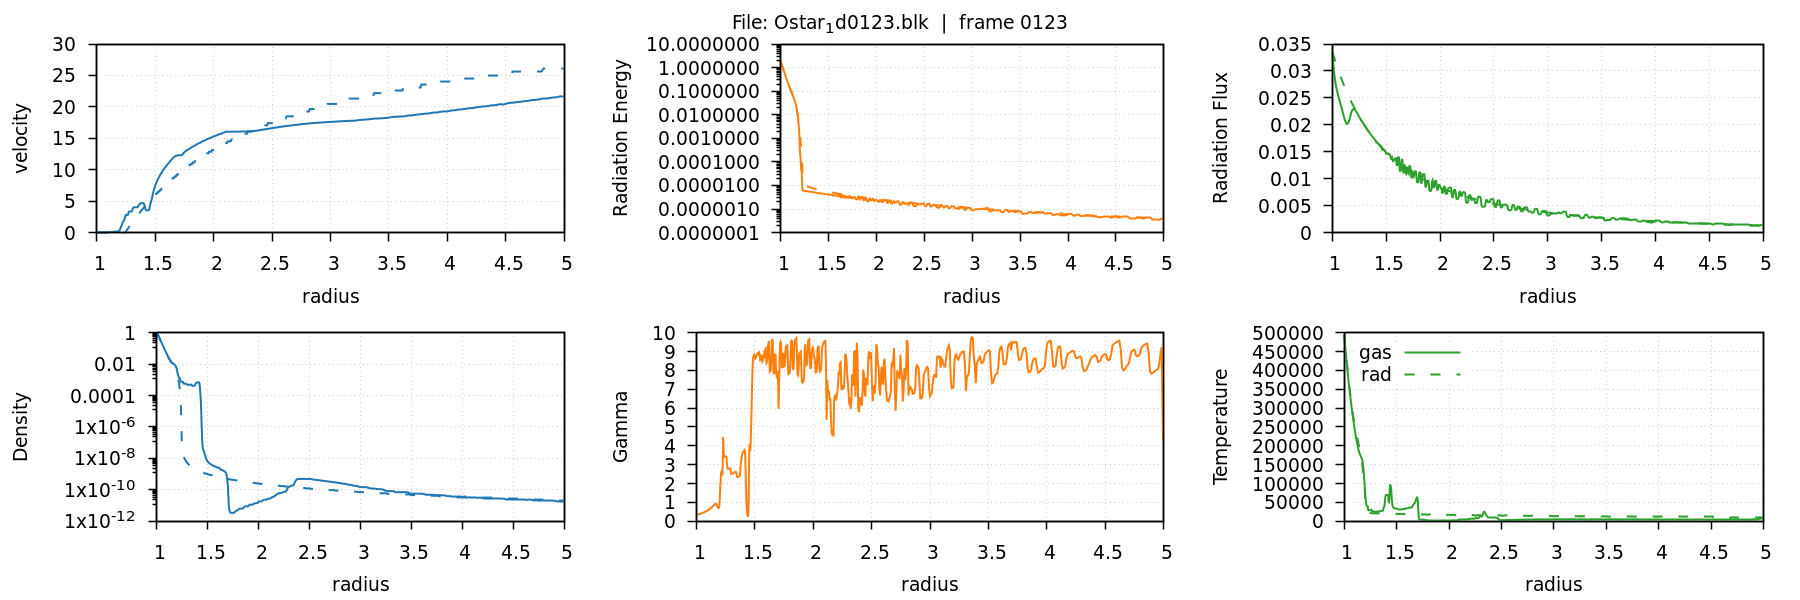 File: Ostar1d0123.blk | frame 0123
30
25
20
15
10
5
0
velocity
1 1.5 2 2.5 3 3.5 4 4.5 5
radius
10.0000000
1.0000000
0.1000000
0.0100000
0.0010000
0.0001000
0.0000100
0.0000010
0.0000001
Radiation Energy
1 1.5 2 2.5 3 3.5 4 4.5 5
radius
0.035
0.03
0.025
0.02
0.015
0.01
0.005
0
Radiation Flux
1 1.5 2 2.5 3 3.5 4 4.5 5
radius
1
0.01
0.0001
1x10-6
1x10-8
1x10-10
1x10-12
Density
1 1.5 2 2.5 3 3.5 4 4.5 5
radius
10
9
8
7
6
5
4
3
2
1
0
Gamma
1 1.5 2 2.5 3 3.5 4 4.5 5
radius
500000
450000
400000
350000
300000
250000
200000
150000
100000
50000
0
Temperature
gas
rad
1 1.5 2 2.5 3 3.5 4 4.5 5
radius